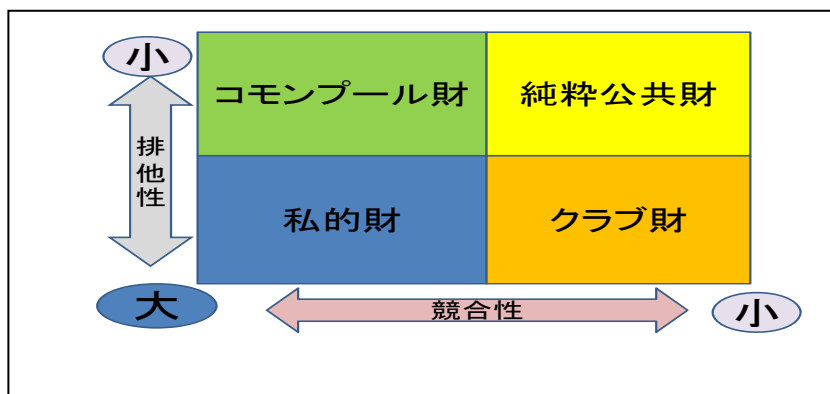 小
コモンプール財
純粋公共財
排他性
私的財
クラブ財
大
競合性
小